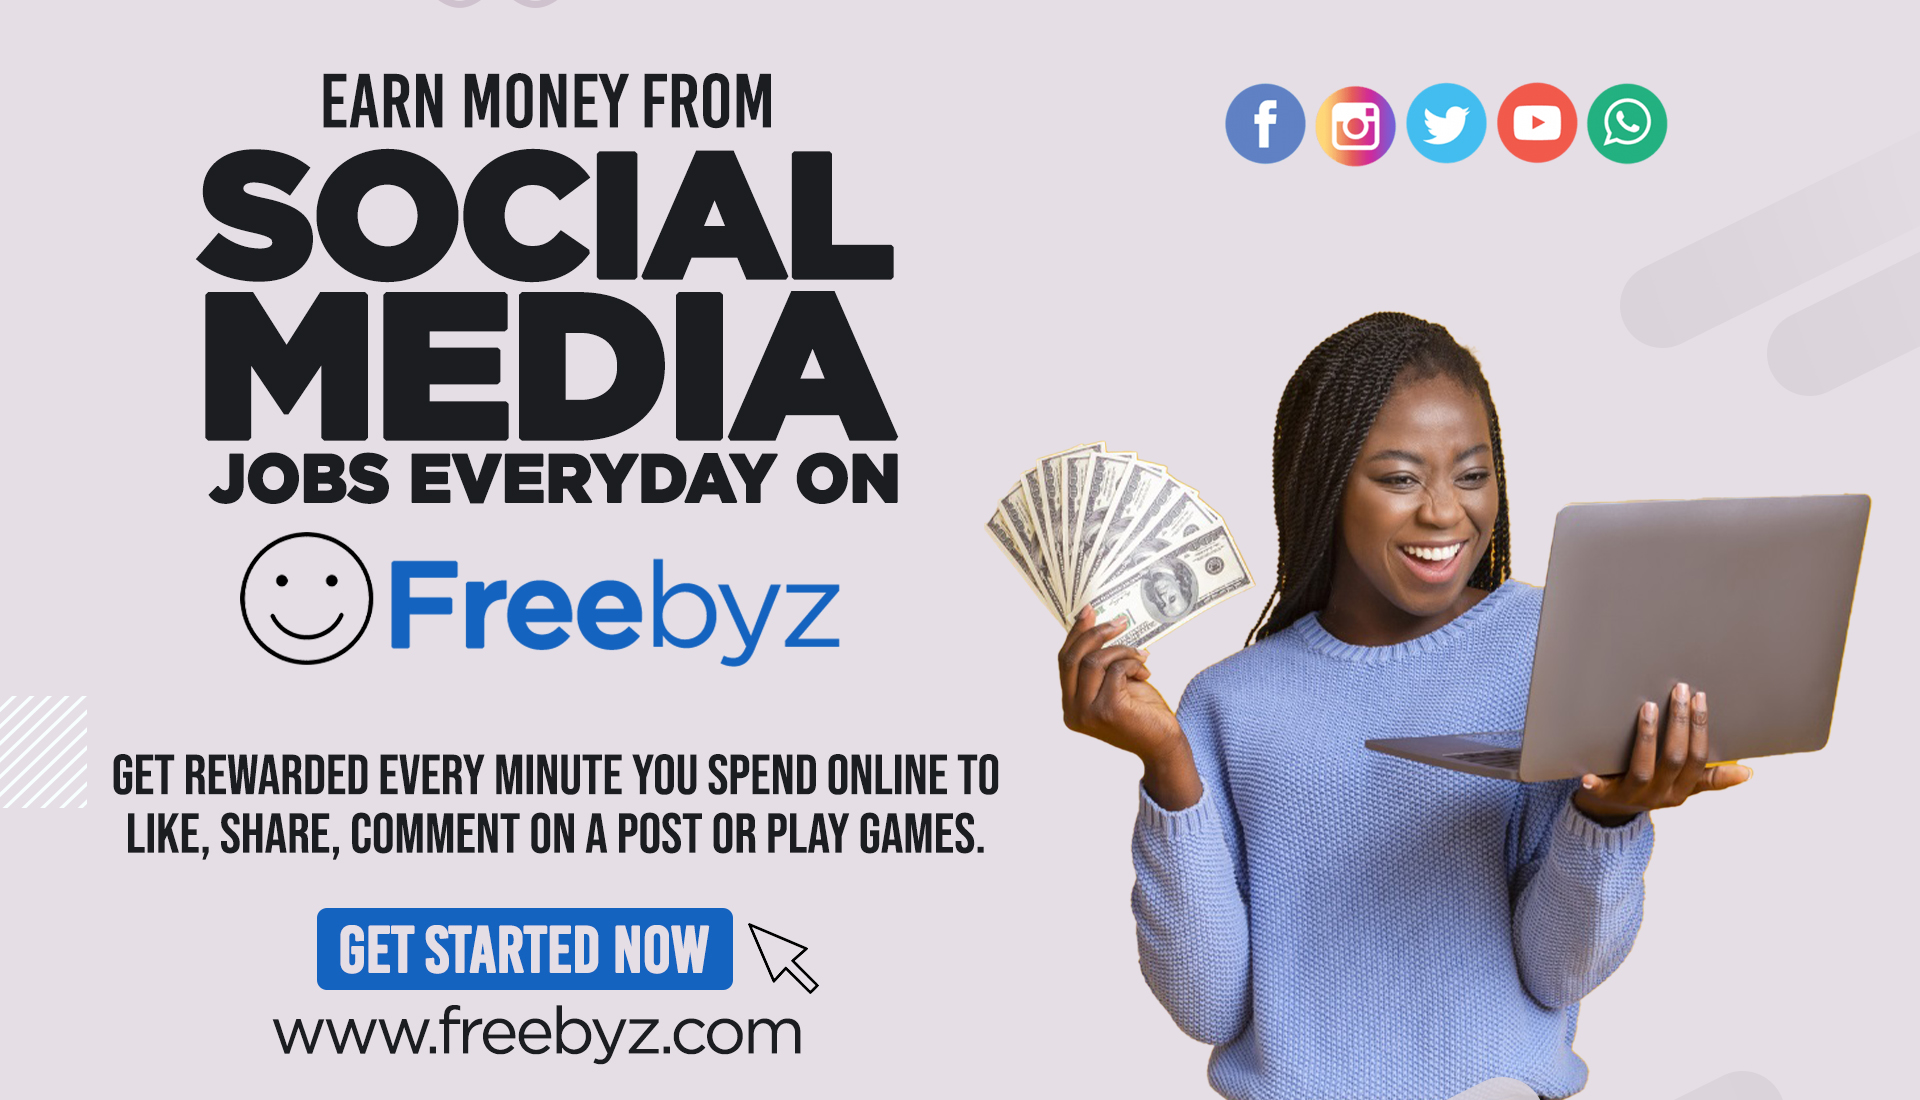 EARN MONEY FROM
SOCIAL
MEDIA
JOBS EVERYDAY ON
Freebyz
GET REWARDED EVERY MINUTE YOU SPEND ONLINE TO
LIKE, SHARE, COMMENT ON A POST OR PLAY GAMES.
GET STARTED NOW
www.freebyz.com